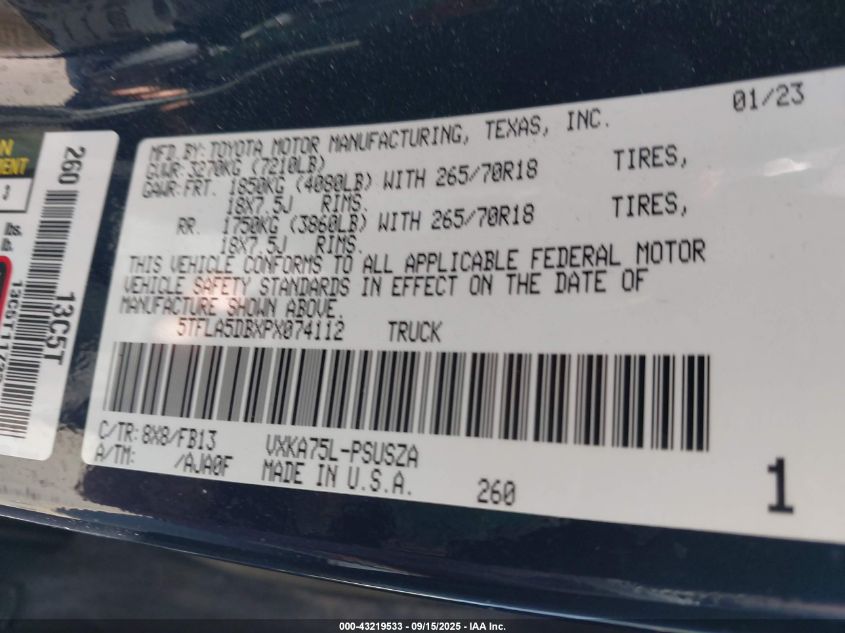 01/23
MFD. BY: TOYOTA MOTOR MANUFACTURING, TEXAS, INC.
GVWR: 3270KG (7210LB)
GAWR: FRT. 1850KG (4080LB) WITH 265/70R18 TIRES,
18X7.5J RIMS.
RR. 1750KG (3860LB) WITH 265/70R18 TIRES,
18X7.5J RIMS.
THIS VEHICLE CONFORMS TO ALL APPLICABLE FEDERAL MOTOR
VEHICLE SAFETY STANDARDS IN EFFECT ON THE DATE OF
MANUFACTURE SHOWN ABOVE.
5TFLA5DBXPX074112 TRUCK
C/TR: 8X8/FB13 VXKA75L-PSUSZA
A/TM: /AJA0F MADE IN U.S.A. 260
1
260
13C5T
3
lbs.
000-43219533 - 09/15/2025 - IAA Inc.